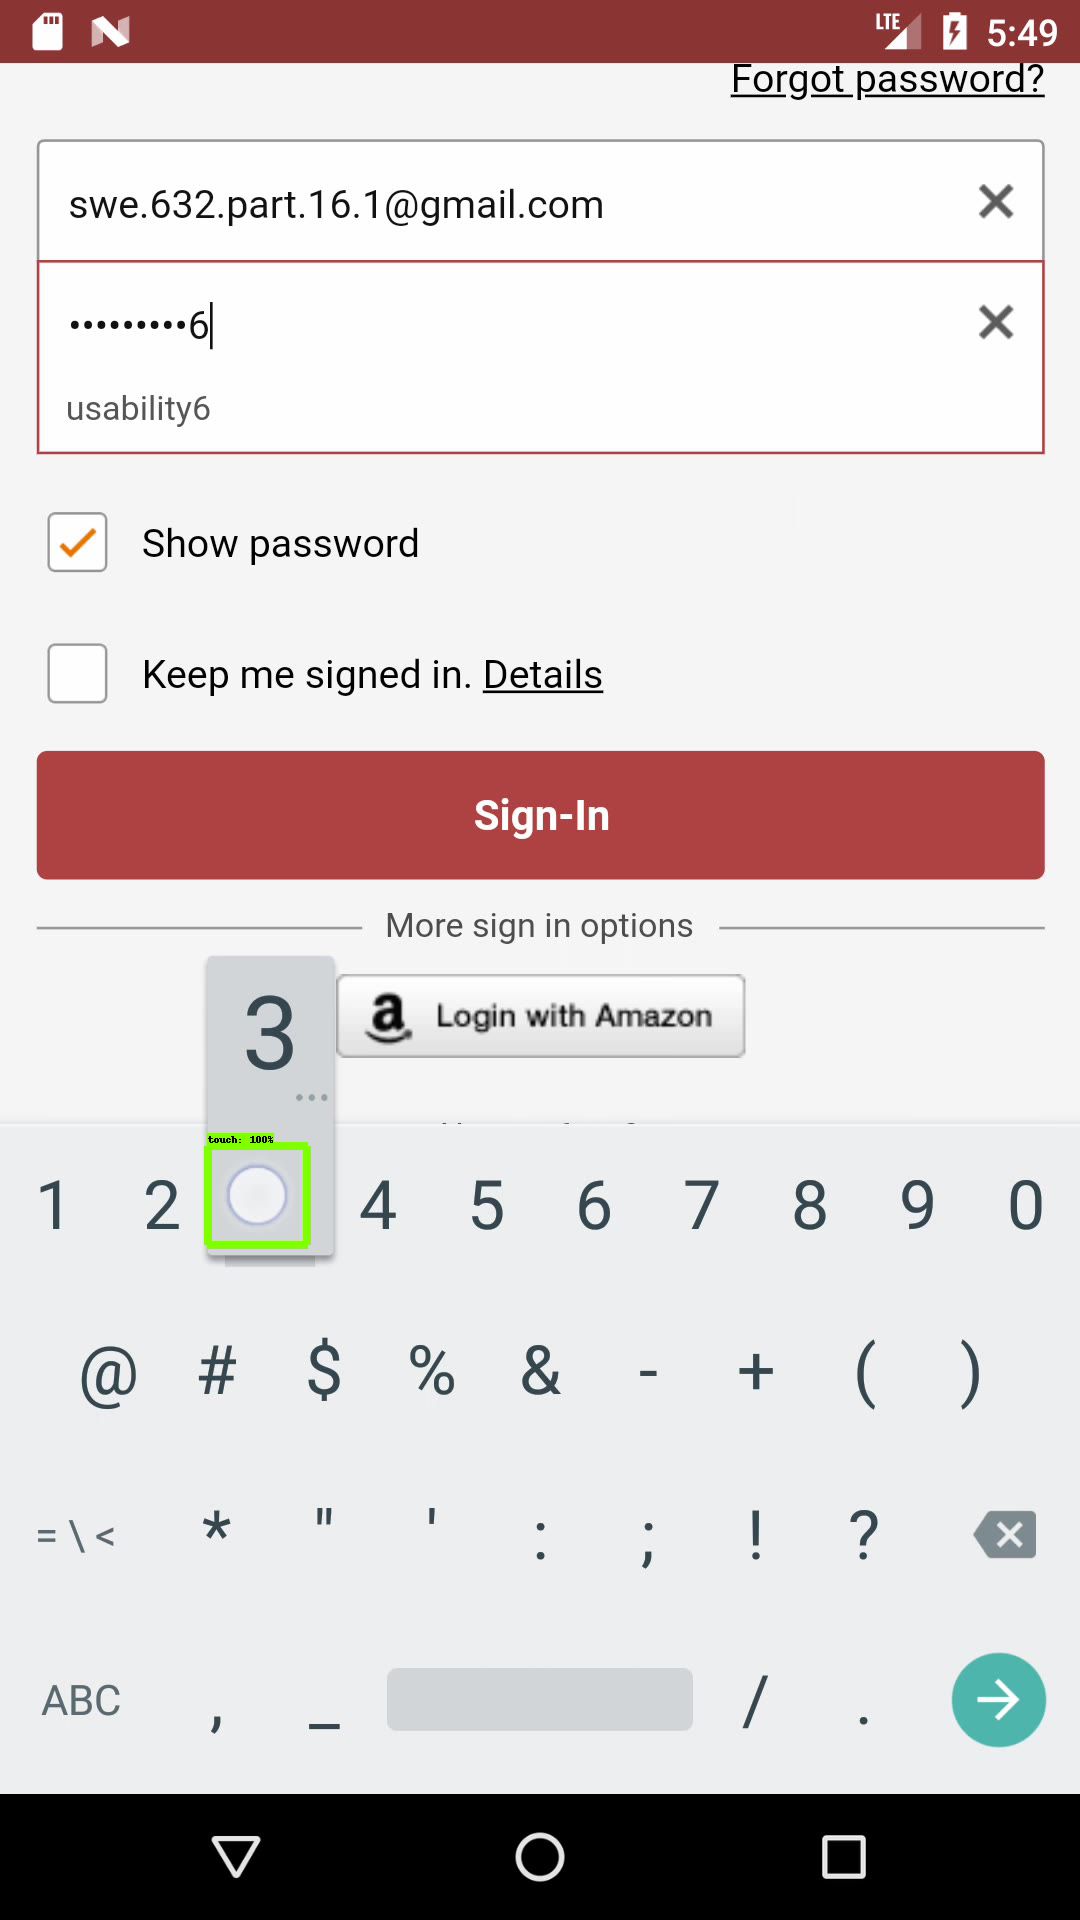 LTE 5:49
Forgot password?
swe.632.part.16.1@gmail.com
•••••••••6
usability6
Show password
Keep me signed in. Details
Sign-In
More sign in options
3
Login with Amazon
touch: 100%
1 2 4 5 6 7 8 9 0
@ # $ % & - + ( )
= \ < * " ' : ; ! ?
ABC , _ / .